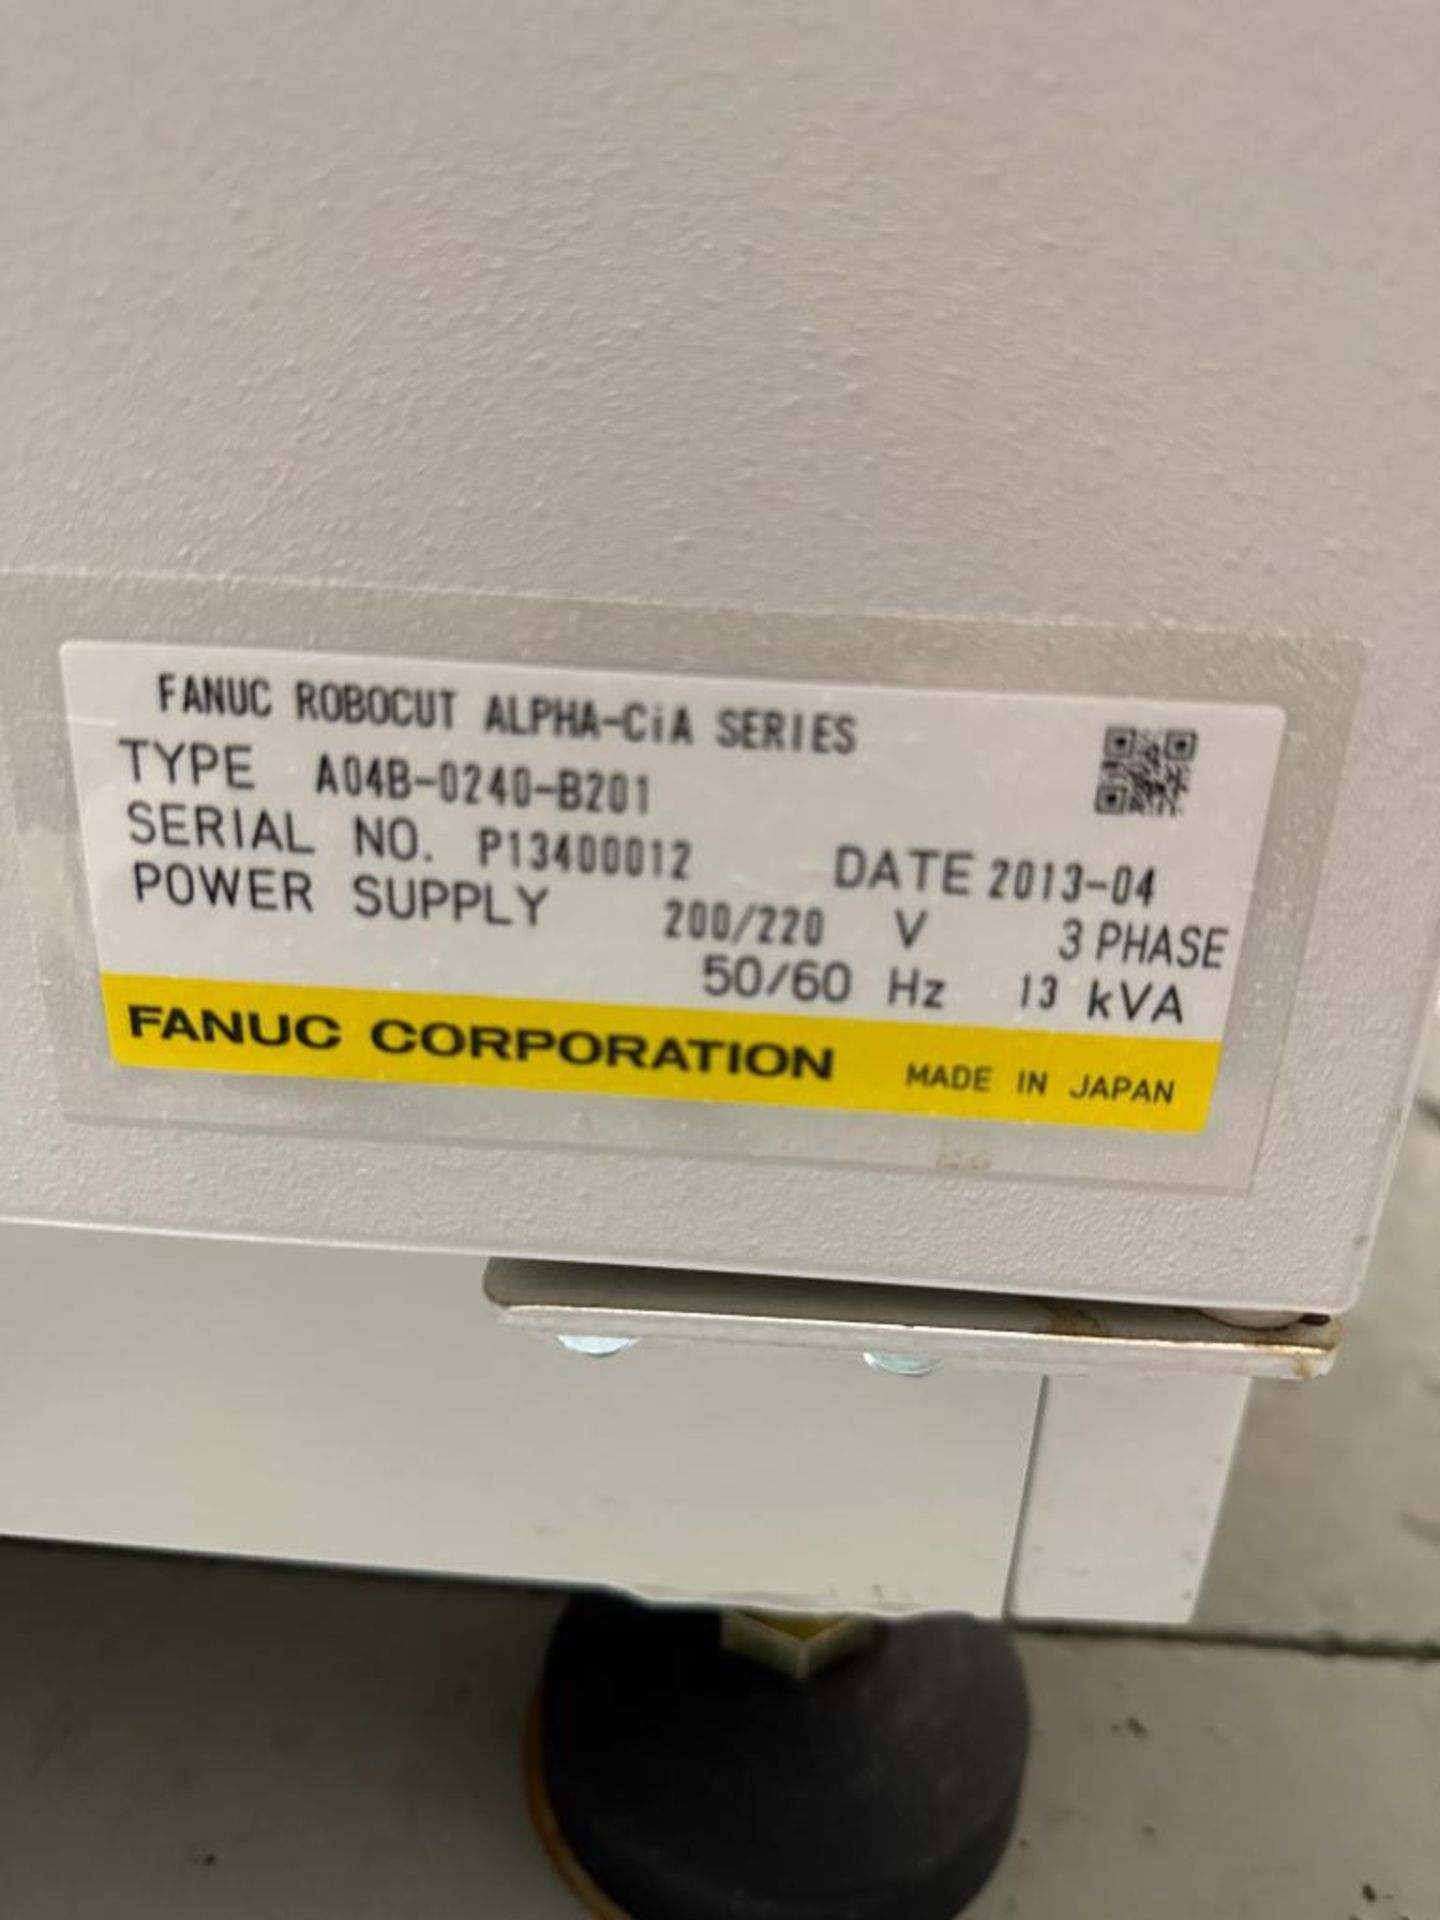 FANUC ROBOCUT ALPHA-CiA SERIES
TYPE A04B-0240-B201
SERIAL NO. P13400012 DATE 2013-04
POWER SUPPLY 200/220 V 3 PHASE
50/60 Hz 13 kVA
FANUC CORPORATION MADE IN JAPAN